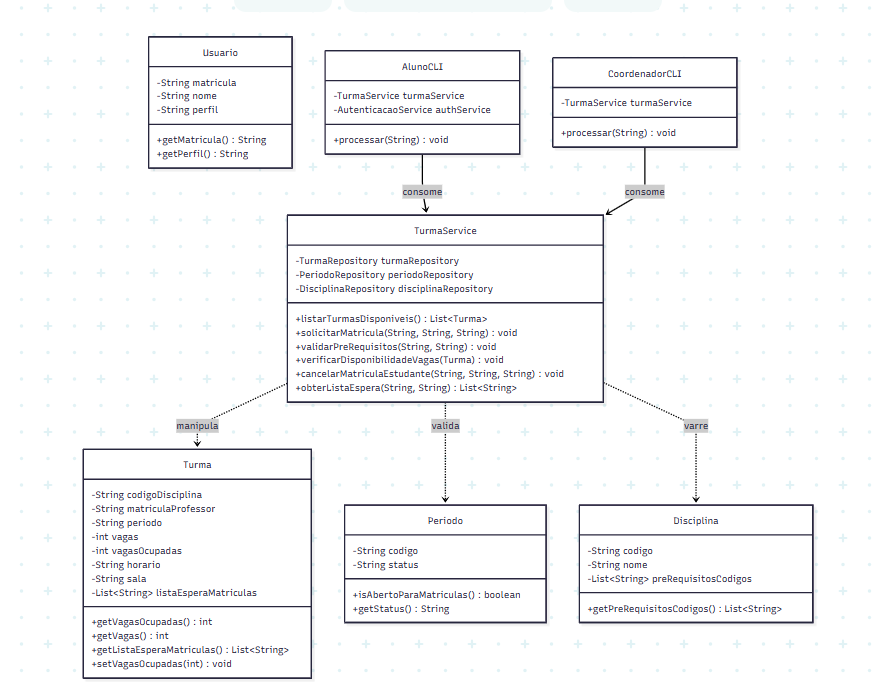 Usuario
-String matricula
-String nome
-String perfil
+getMatricula() : String
+getPerfil() : String
AlunoCLI
-TurmaService turmaService
-AutenticacaoService authService
+processar(String) : void
CoordenadorCLI
-TurmaService turmaService
+processar(String) : void
consome
consome
TurmaService
-TurmaRepository turmaRepository
-PeriodoRepository periodoRepository
-DisciplinaRepository disciplinaRepository
+listarTurmasDisponiveis() : List<Turma>
+solicitarMatricula(String, String, String) : void
+validarPreRequisitos(String, String) : void
+verificarDisponibilidadeVagas(Turma) : void
+cancelarMatriculaEstudante(String, String, String) : void
+obterListaEspera(String, String) : List<String>
manipula
valida
varre
Turma
-String codigoDisciplina
-String matriculaProfessor
-String periodo
-int vagas
-int vagasOcupadas
-String horario
-String sala
-List<String> listaEsperaMatriculas
+getVagasOcupadas() : int
+getVagas() : int
+getListaEsperaMatriculas() : List<String>
+setVagasOcupadas(int) : void
Periodo
-String codigo
-String status
+isAbertoParaMatriculas() : boolean
+getStatus() : String
Disciplina
-String codigo
-String nome
-List<String> preRequisitosCodigos
+getPreRequisitosCodigos() : List<String>